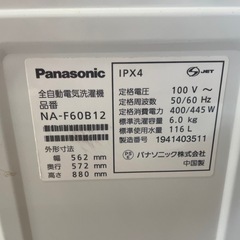 Panasonic
全自動電気洗濯機
品番
NA-F60B12
外形寸法
幅 562 mm
奥行 572 mm
高さ 880 mm
IPX4
S JET
定格電圧 100 V～
定格周波数 50/60 Hz
定格消費電力 400/445 W
標準洗濯容量 6.0 kg
標準使用水量 116 L
製造番号 1941403511
パナソニック株式会社
中国製